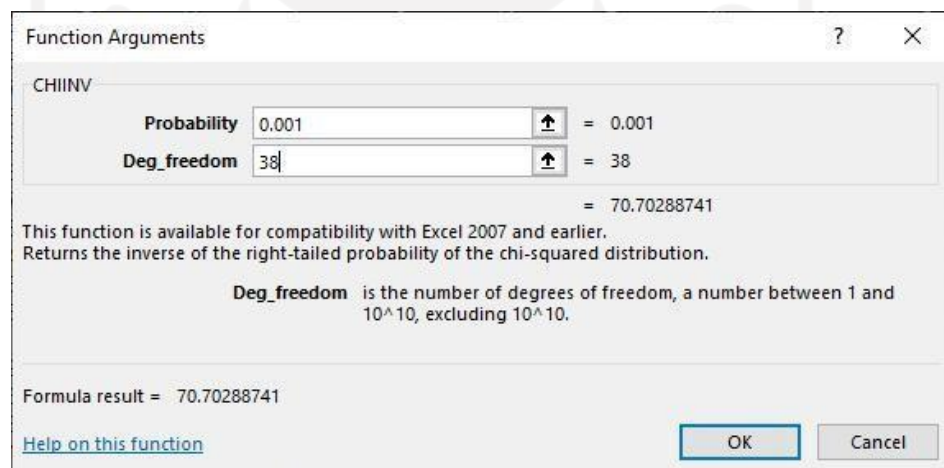 Function Arguments ? ×
CHIINV
Probability 0.001 = 0.001
Deg_freedom 38 = 38
= 70.70288741
This function is available for compatibility with Excel 2007 and earlier.
Returns the inverse of the right-tailed probability of the chi-squared distribution.
Deg_freedom is the number of degrees of freedom, a number between 1 and
10^10, excluding 10^10.
Formula result = 70.70288741
Help on this function OK Cancel